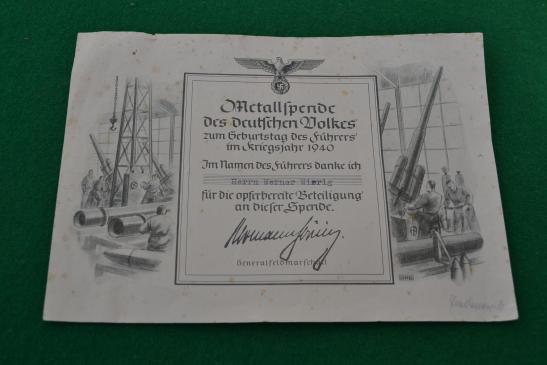 Metallspende
des deutschen Volkes
zum Geburtstag des Führers
im Kriegsjahr 1940
Im Namen des Führers danke ich
Herrn Werner
für die opferbereite Beteiligung
an dieser Spende.
Generalfeldmarschall